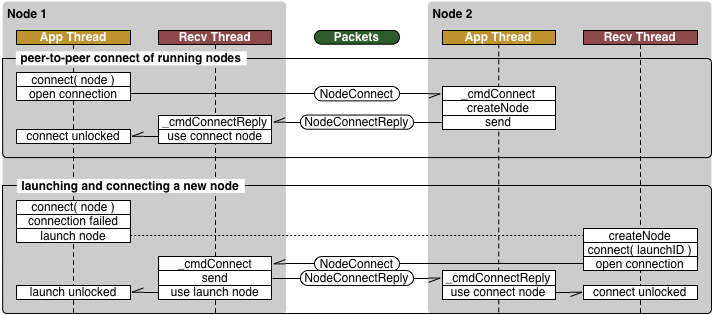 Node 1
Node 2
App Thread
Recv Thread
Packets
App Thread
Recv Thread
peer-to-peer connect of running nodes
connect( node )
open connection
NodeConnect
_cmdConnect
createNode
_cmdConnectReply
NodeConnectReply
send
connect unlocked
use connect node
launching and connecting a new node
connect( node )
connection failed
launch node
createNode
connect( launchID )
_cmdConnect
NodeConnect
open connection
send
NodeConnectReply
_cmdConnectReply
launch unlocked
use launch node
use connect node
connect unlocked